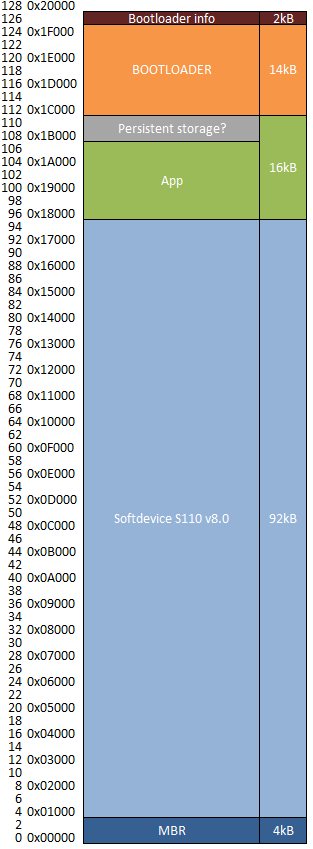 128 0x20000
126 Bootloader info 2kB
124 0x1F000
122
120 0x1E000
118 BOOTLOADER 14kB
116 0x1D000
114
112 0x1C000
110 Persistent storage?
108 0x1B000
106
104 0x1A000
102 App 16kB
100 0x19000
98
96 0x18000
94
92 0x17000
90
88 0x16000
86
84 0x15000
82
80 0x14000
78
76 0x13000
74
72 0x12000
70
68 0x11000
66
64 0x10000
62
60 0x0F000
58
56 0x0E000
54
52 0x0D000
50 Softdevice S110 v8.0 92kB
48 0x0C000
46
44 0x0B000
42
40 0x0A000
38
36 0x09000
34
32 0x08000
30
28 0x07000
26
24 0x06000
22
20 0x05000
18
16 0x04000
14
12 0x03000
10
8 0x02000
6
4 0x01000
2 MBR 4kB
0 0x00000